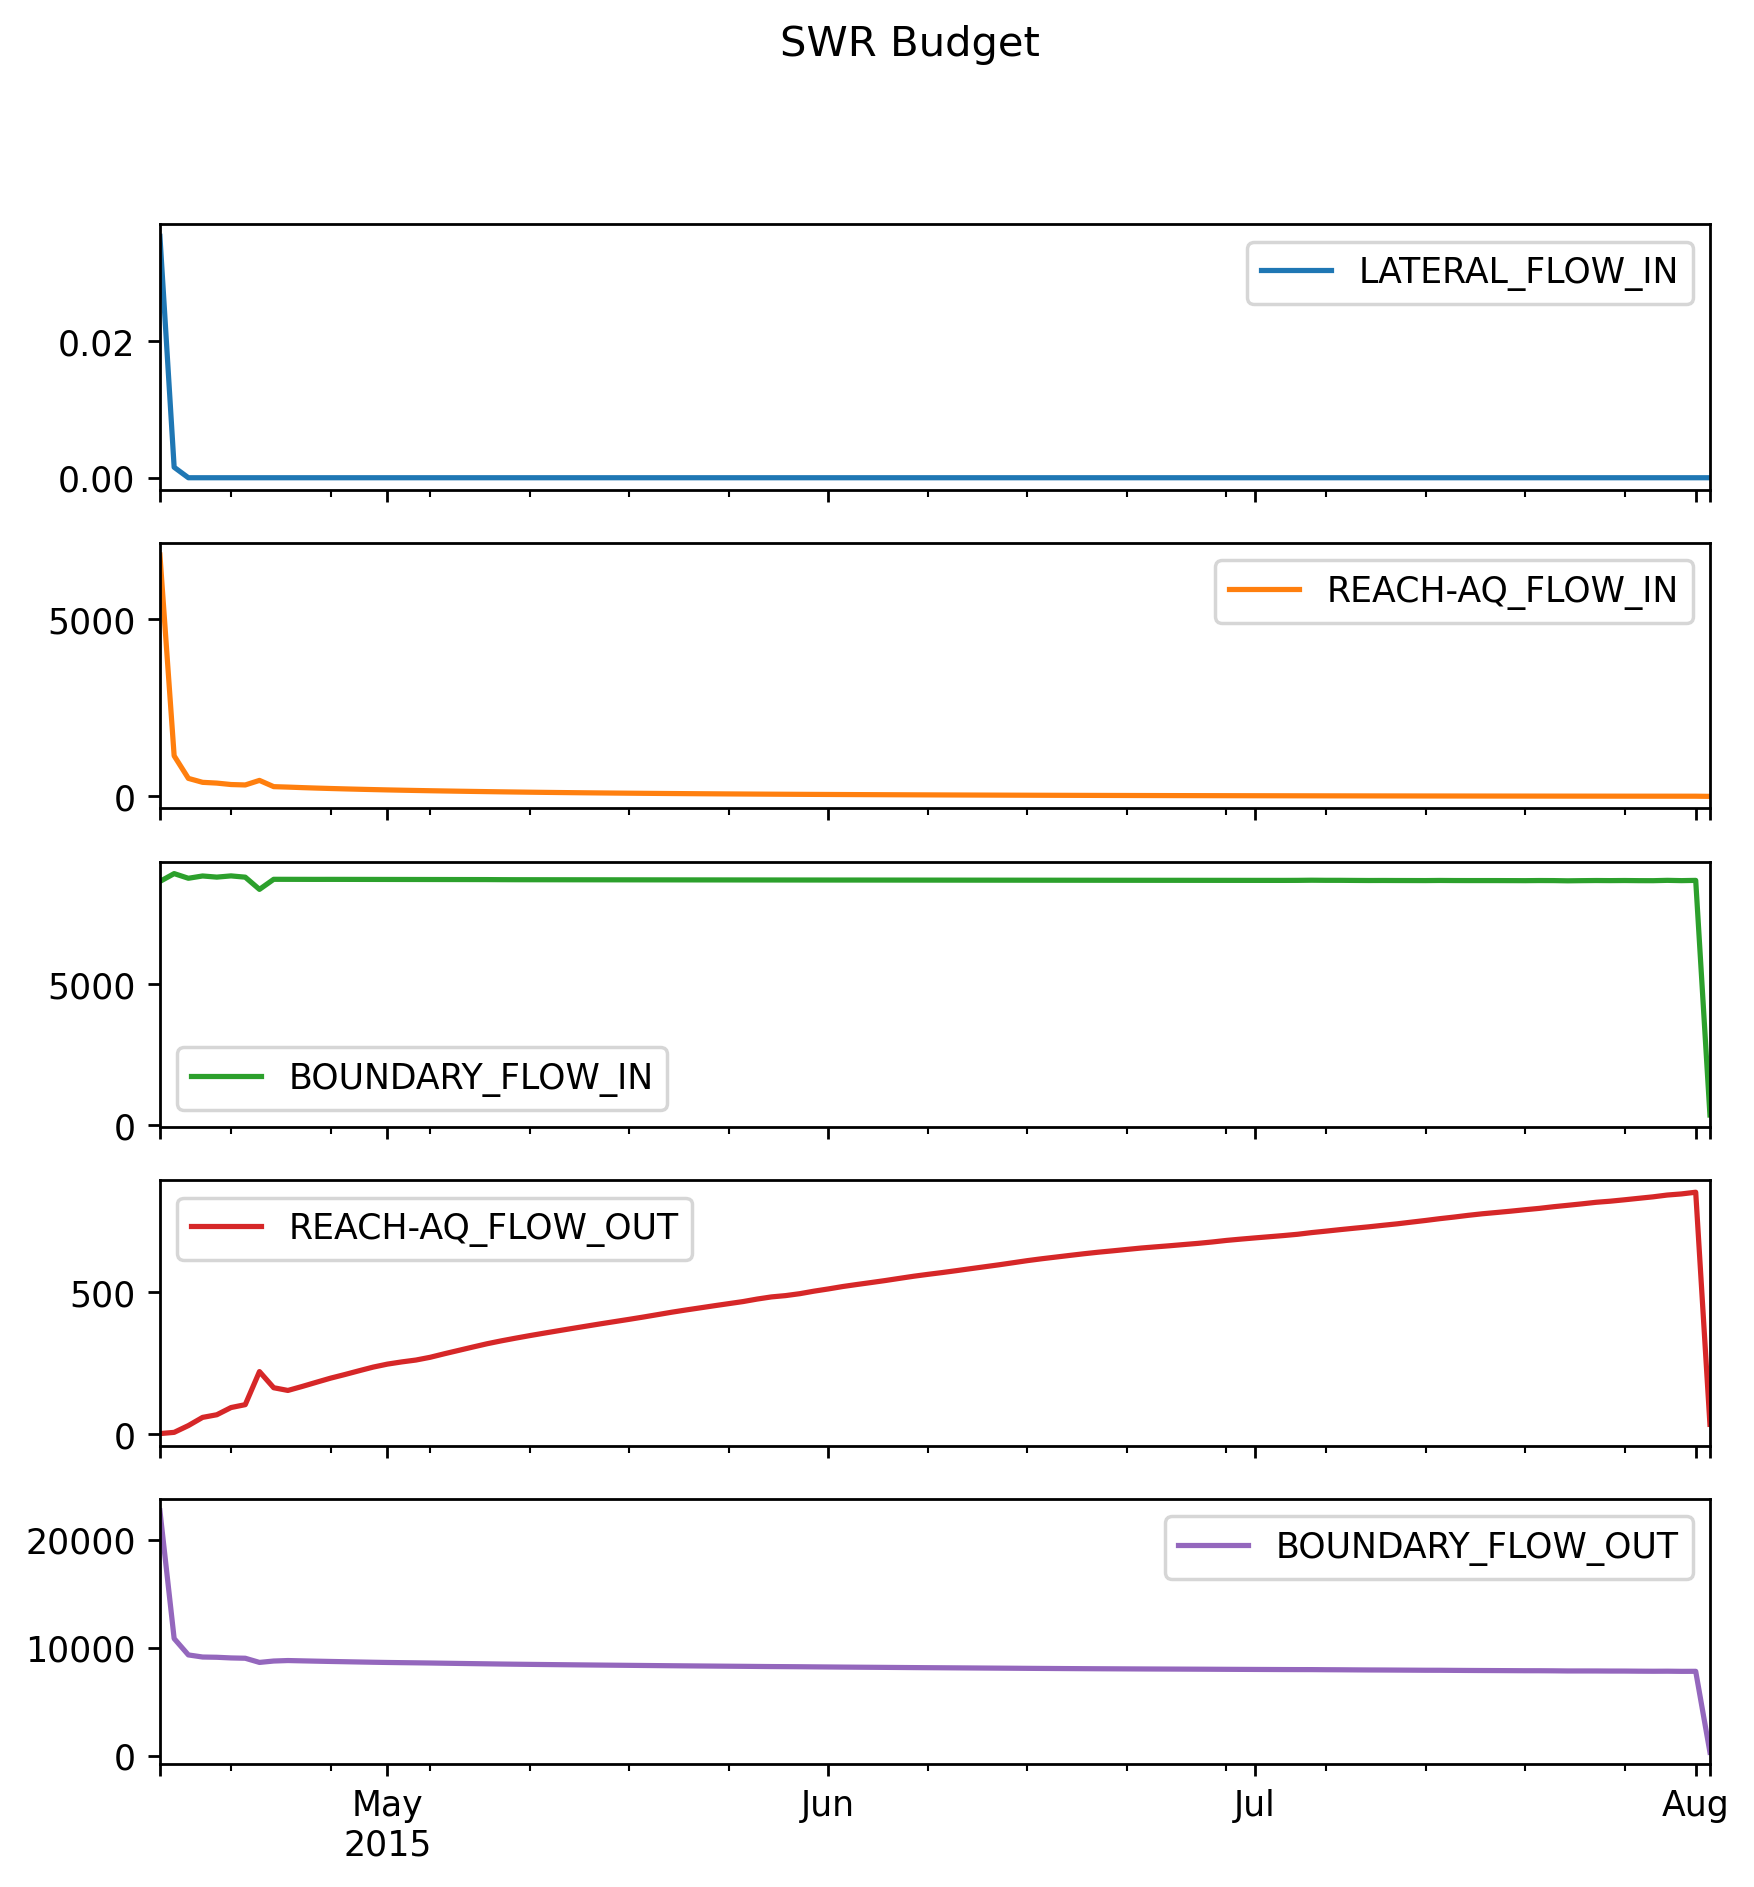 SWR Budget
LATERAL_FLOW_IN
0.02
0.00
REACH-AQ_FLOW_IN
5000
0
5000
BOUNDARY_FLOW_IN
0
REACH-AQ_FLOW_OUT
500
0
20000
BOUNDARY_FLOW_OUT
10000
0
May Jun Jul Aug
2015